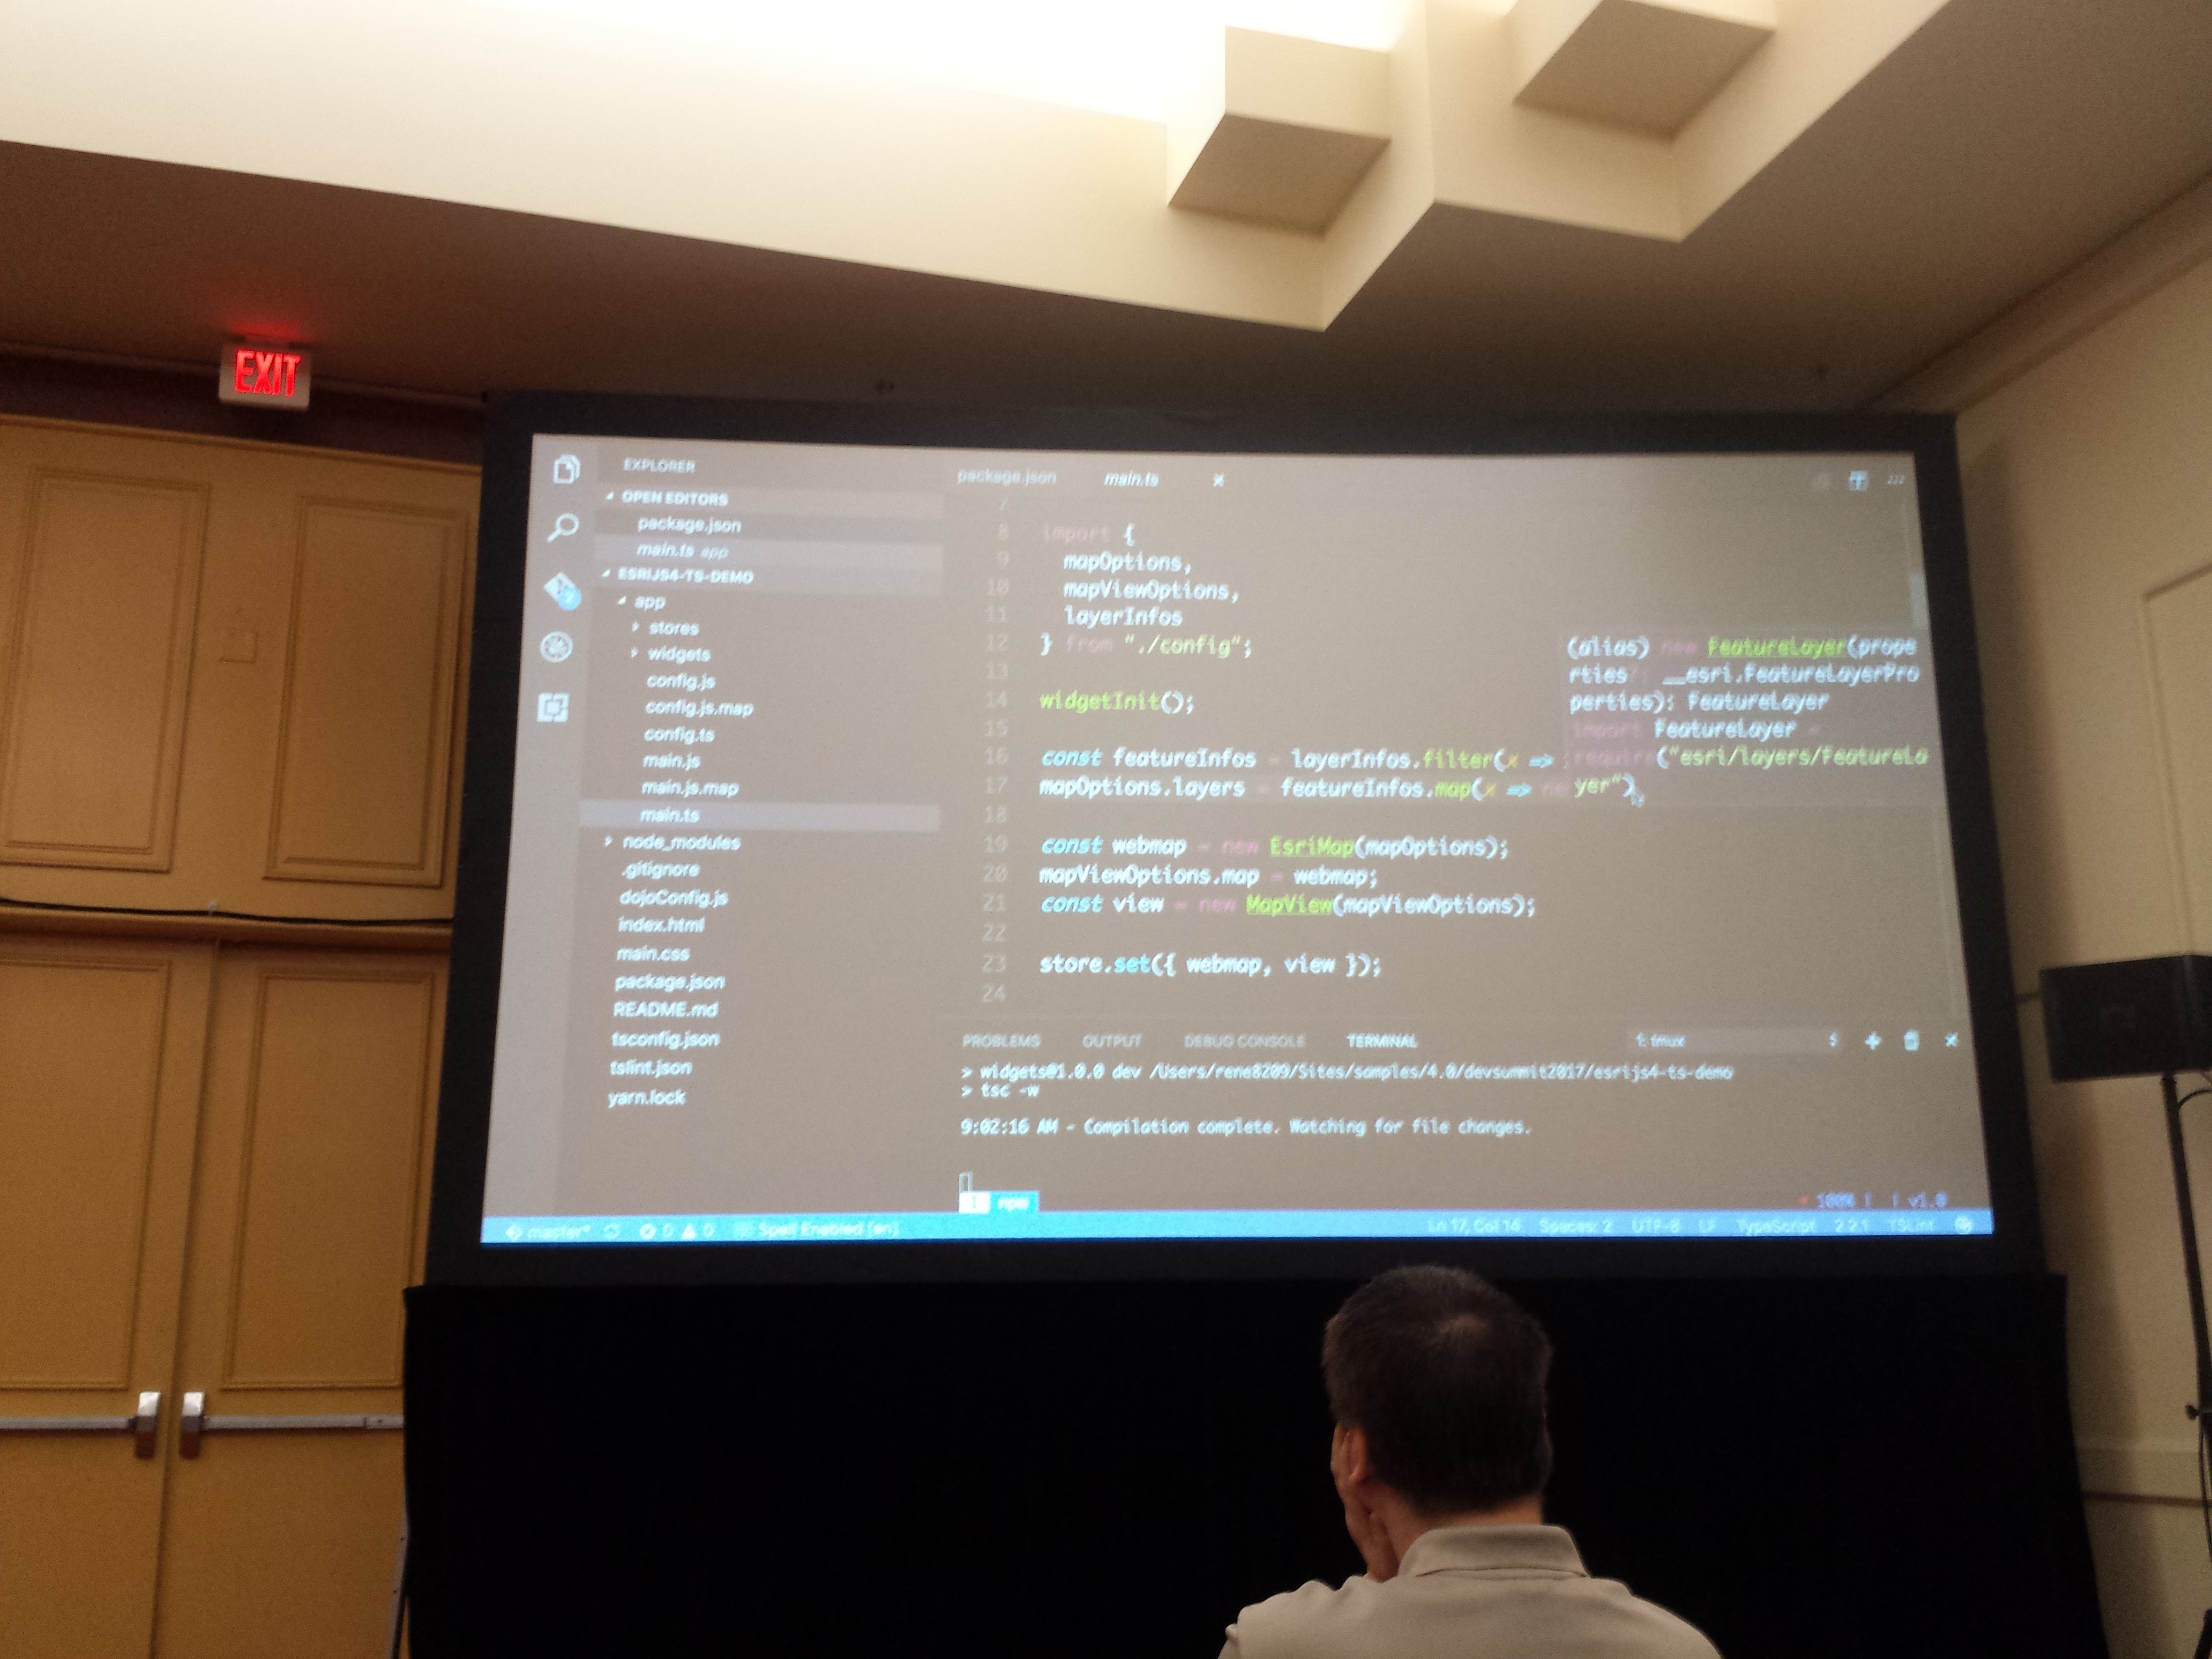 EXIT
EXPLORER
OPEN EDITORS
package.json
main.ts app
ESRIJS4-TS-DEMO
app
stores
widgets
config.js
config.js.map
config.ts
main.js
main.js.map
main.ts
node_modules
.gitignore
dojoConfig.js
index.html
main.css
package.json
README.md
tsconfig.json
tslint.json
yarn.lock
package.json main.ts
7
8 import {
9 mapOptions,
10 mapViewOptions,
11 layerInfos
12 } from "./config";
13
14 widgetInit();
15
16 const featureInfos = layerInfos.filter(x =>
17 mapOptions.layers = featureInfos.map(x => ne
18
19 const webmap = new EsriMap(mapOptions);
20 mapViewOptions.map = webmap;
21 const view = new MapView(mapViewOptions);
22
23 store.set({ webmap, view });
24
(alias) new FeatureLayer(prope
rties?: __esri.FeatureLayerPro
perties): FeatureLayer
import FeatureLayer =
require("esri/layers/FeatureLa
yer")
PROBLEMS OUTPUT DEBUG CONSOLE TERMINAL 1: tmux
> widgets@1.0.0 dev /Users/rene8209/Sites/samples/4.0/devsummit2017/esrijs4-ts-demo
> tsc -w
9:02:16 AM - Compilation complete. Watching for file changes.
1 npm 100% | | v1.0
master* 0 0 Spell Enabled [en] Ln 17, Col 14 Spaces: 2 UTF-8 LF TypeScript 2.2.1 TSLint